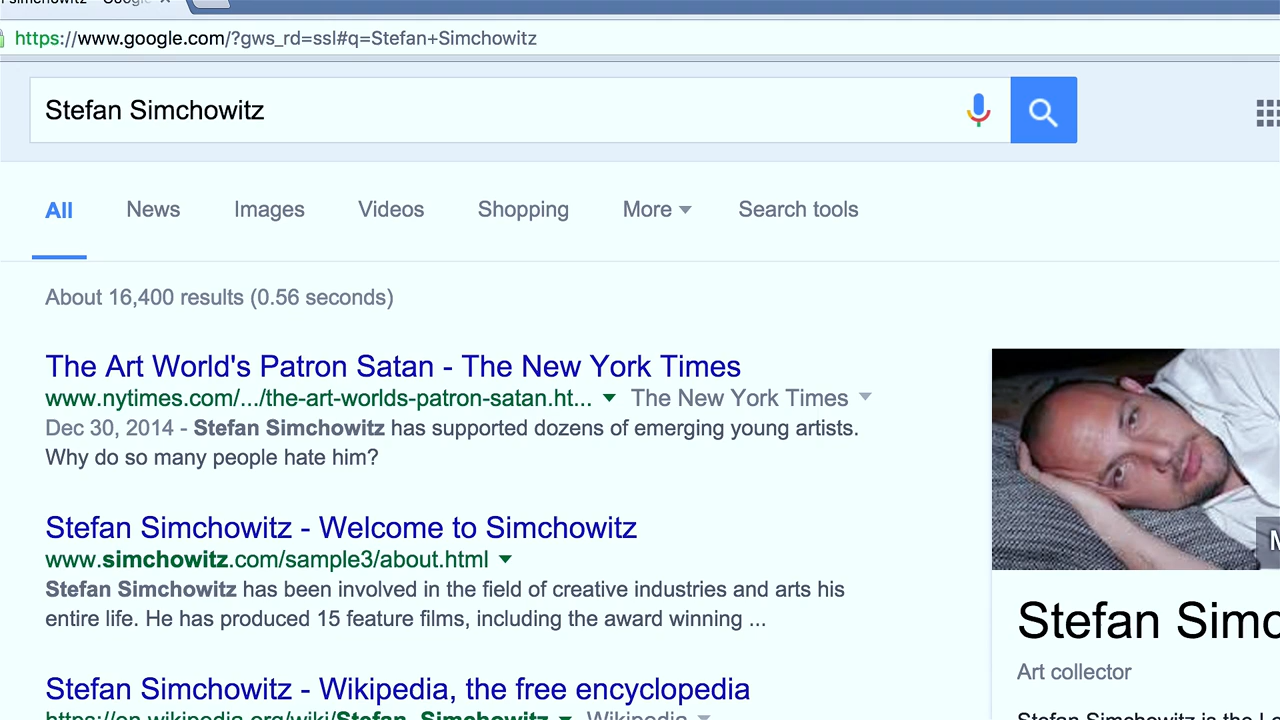 https://www.google.com/?gws_rd=ssl#q=Stefan+Simchowitz
Stefan Simchowitz
All News Images Videos Shopping More Search tools
About 16,400 results (0.56 seconds)
The Art World's Patron Satan - The New York Times
www.nytimes.com/.../the-art-worlds-patron-satan.ht... The New York Times
Dec 30, 2014 - Stefan Simchowitz has supported dozens of emerging young artists.
Why do so many people hate him?
Stefan Simchowitz - Welcome to Simchowitz
www.simchowitz.com/sample3/about.html
Stefan Simchowitz has been involved in the field of creative industries and arts his
entire life. He has produced 15 feature films, including the award winning ...
Stefan Simchowitz - Wikipedia, the free encyclopedia
https://en.wikipedia.org/wiki/Stefan_Simchowitz Wikipedia
M
Stefan Simc
Art collector
Stefan Simchowitz is the